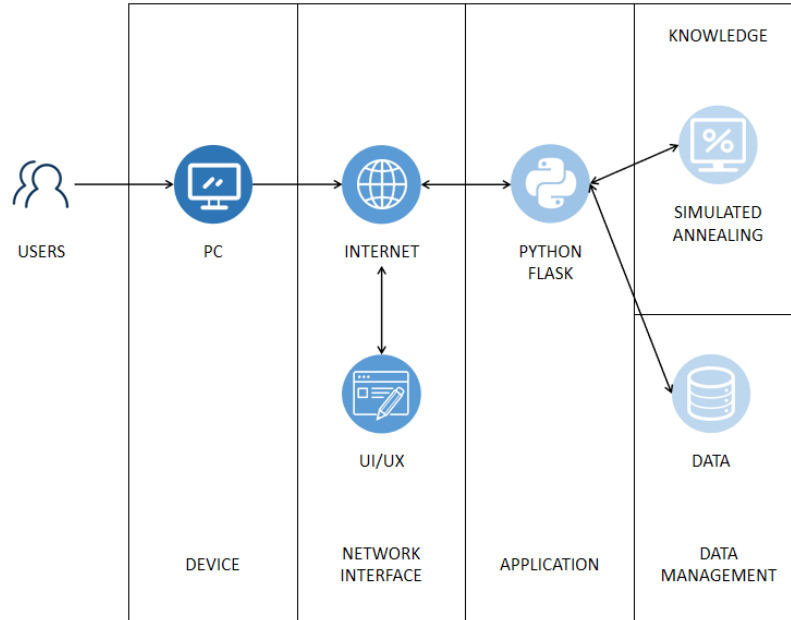 KNOWLEDGE
USERS
PC
INTERNET
PYTHON
FLASK
SIMULATED
ANNEALING
UI/UX
DATA
DEVICE
NETWORK
INTERFACE
APPLICATION
DATA
MANAGEMENT